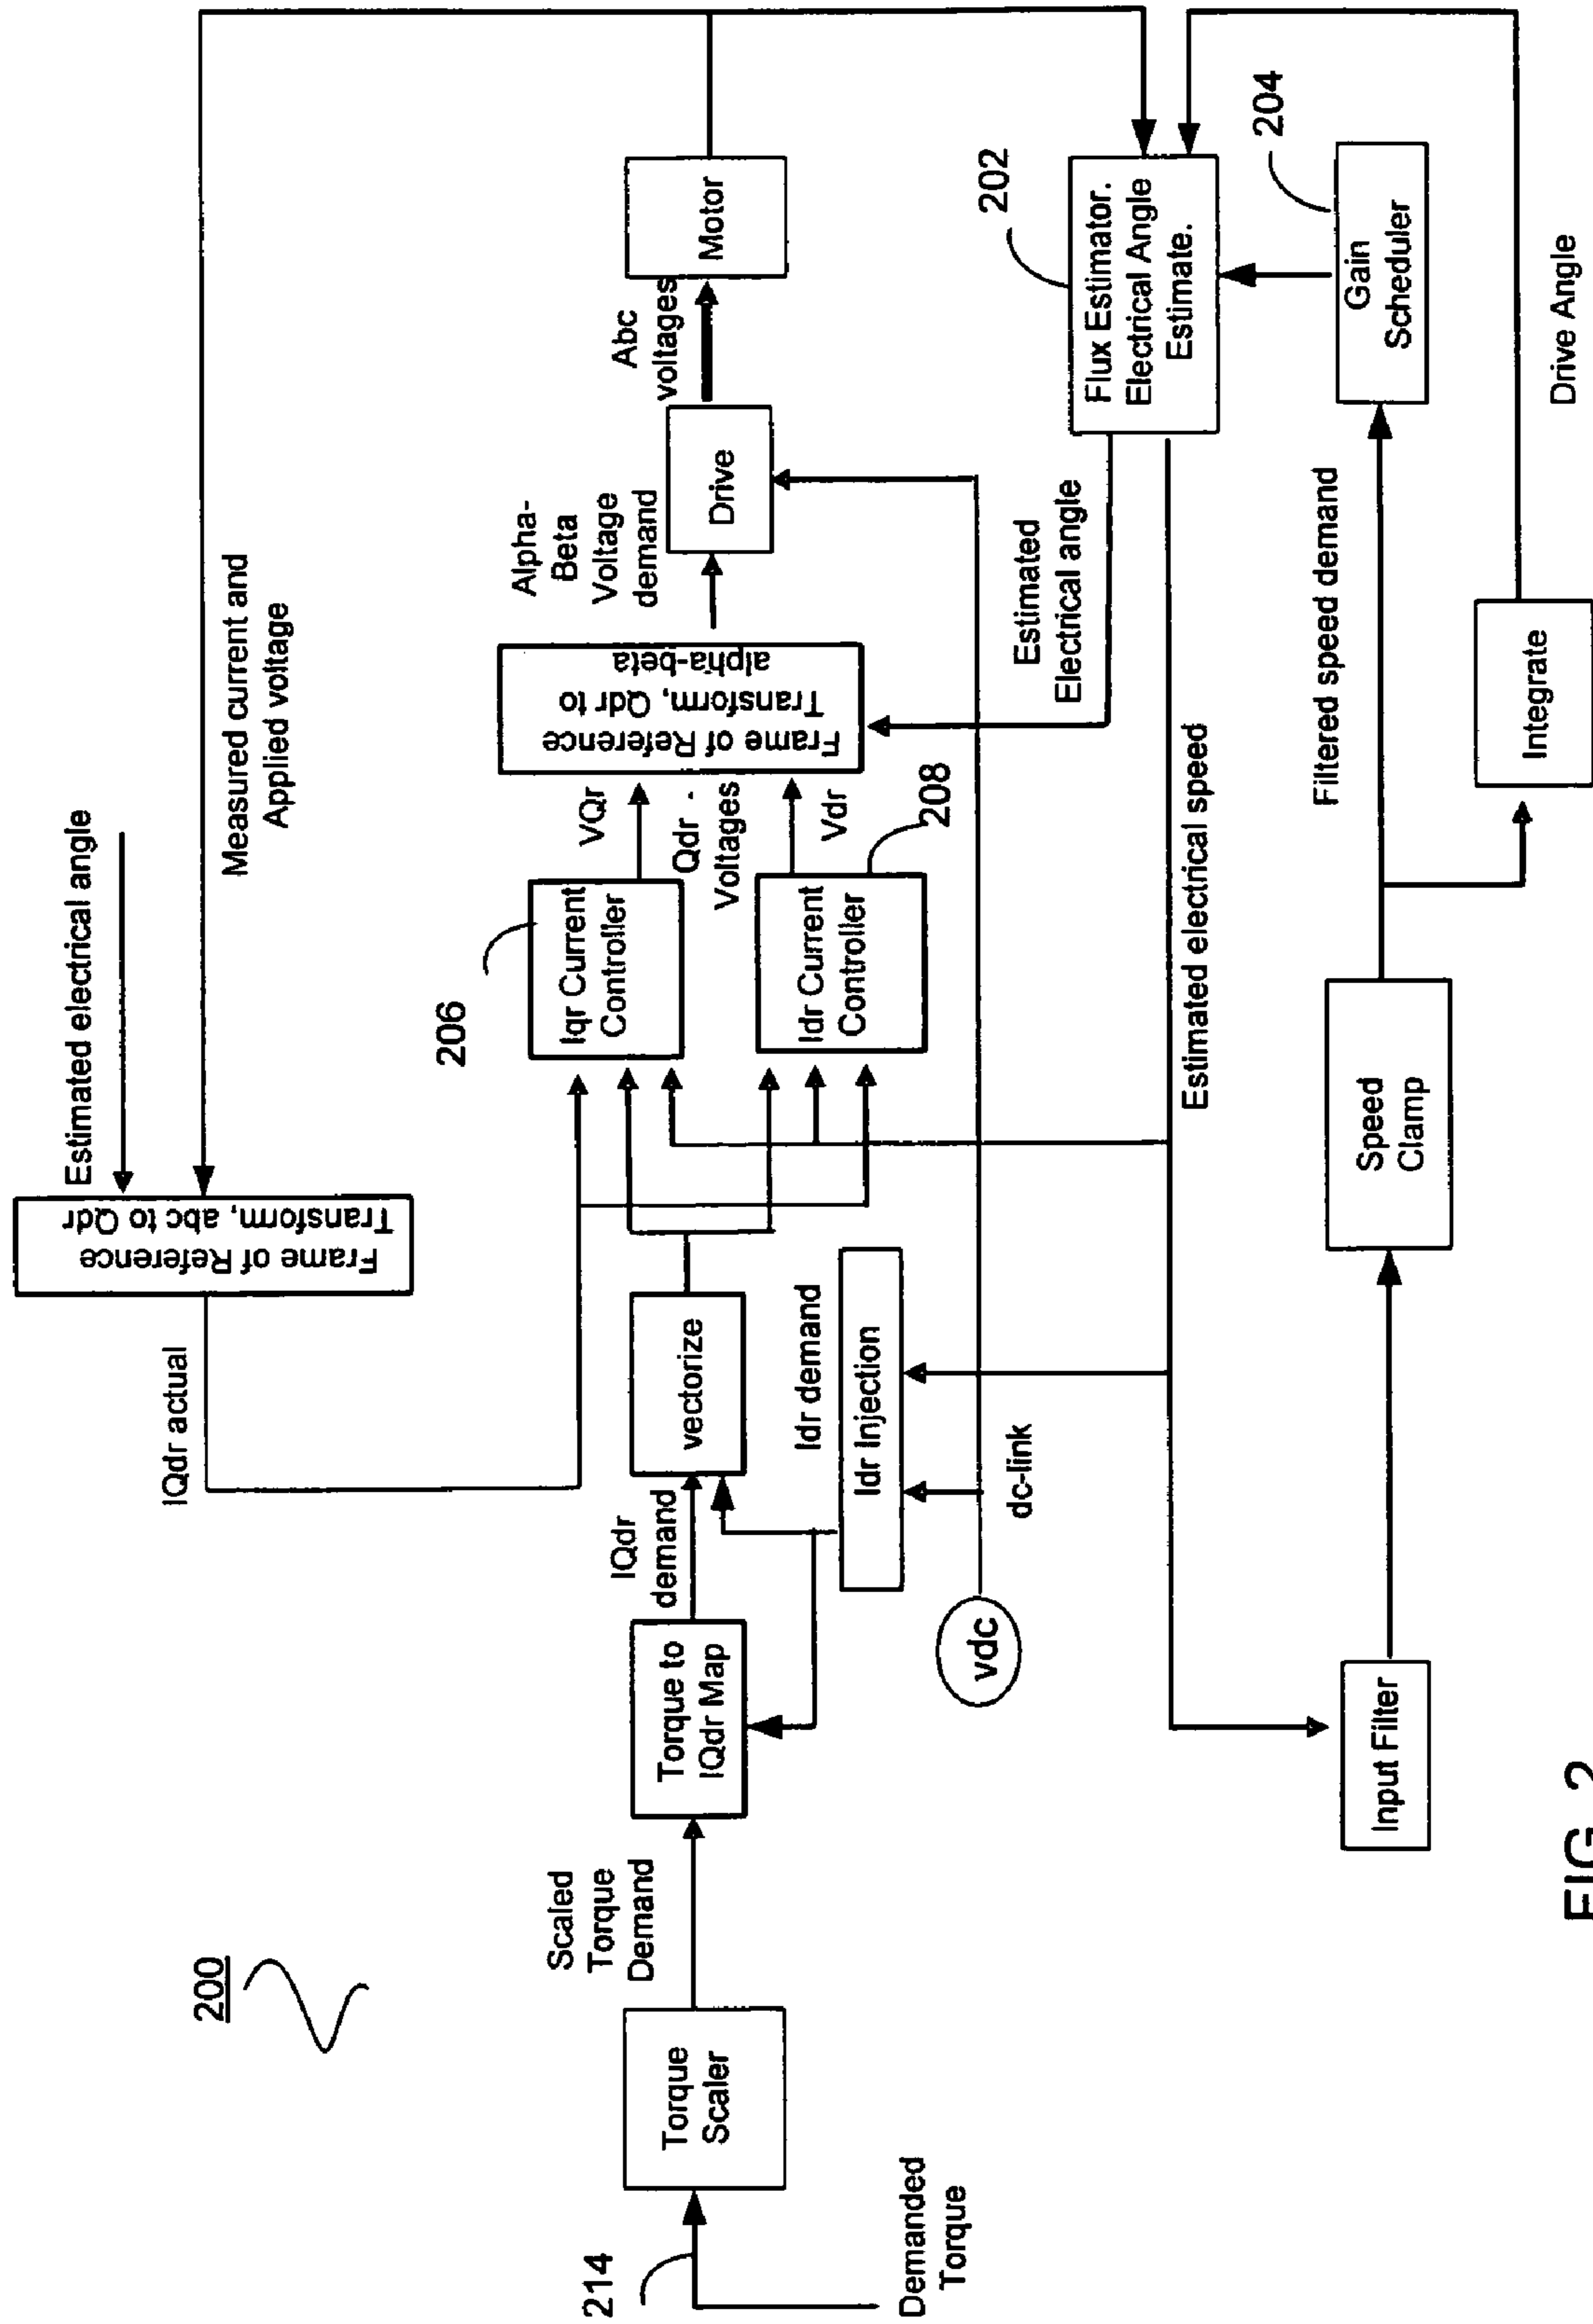 200
214
Demanded
Torque
Torque
Scaler
Scaled
Torque
Demand
Torque to
IQdr Map
IQdr
demand
vectorize
Idr demand
Idr Injection
vdc
dc-link
IQdr actual
Frame of Reference
Transform, abc to Qdr
Estimated electrical angle
Measured current and
Applied voltage
206
Iqr Current
Controller
Idr Current
Controller
208
VQr
Qdr -
Voltages
Vdr
Frame of Reference
Transform, Qdr to
alpha-beta
Alpha-
Beta
Voltage
demand
Drive
Abc
voltages
Motor
202
Flux Estimator.
Electrical Angle
Estimate.
Estimated
Electrical angle
Estimated electrical speed
204
Gain
Scheduler
Input Filter
Speed
Clamp
Filtered speed demand
Integrate
Drive Angle
FIG. 2